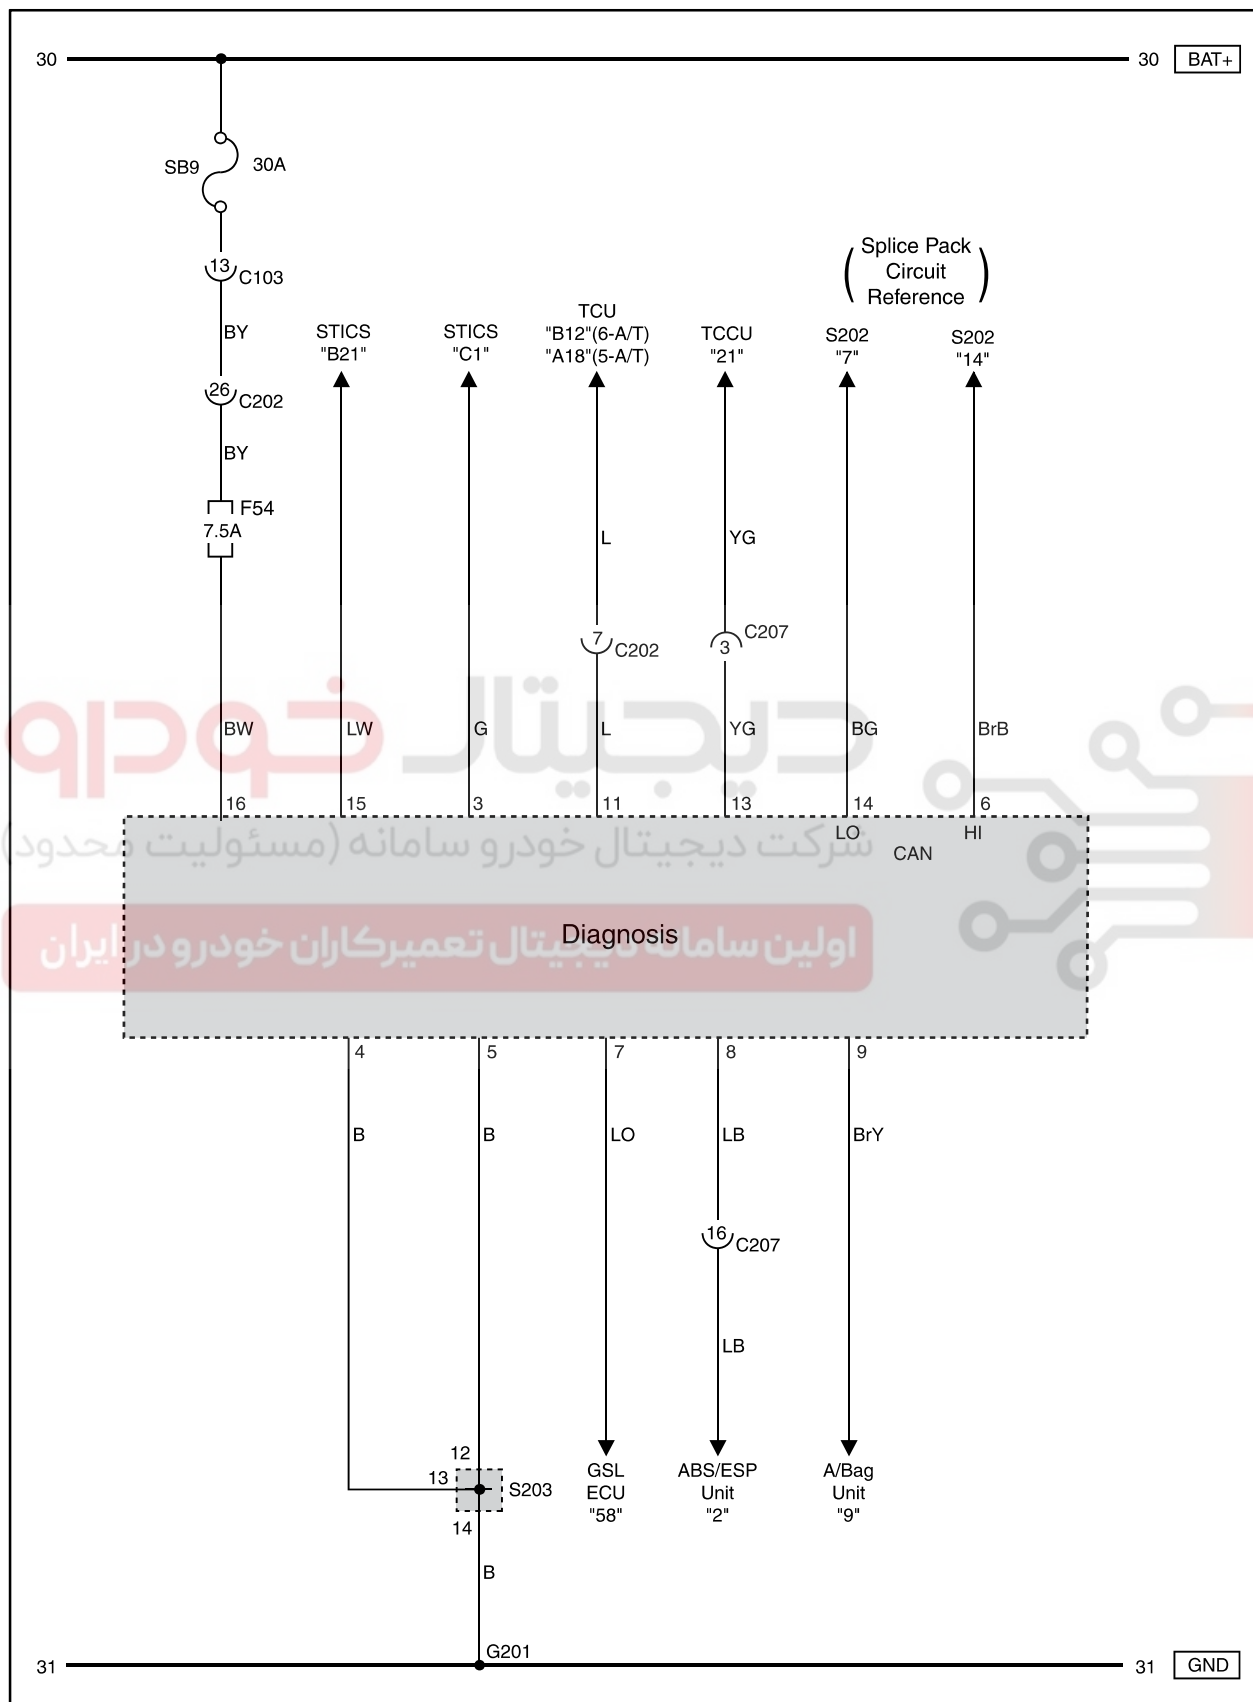 30
30 BAT+
SB9 30A
13 C103
BY
26 C202
BY
F54
7.5A
BW
16
STICS
"B21"
LW
15
STICS
"C1"
G
3
TCU
"B12"(6-A/T)
"A18"(5-A/T)
L
7 C202
L
11
TCCU
"21"
YG
3 C207
YG
13
Splice Pack
Circuit
Reference
S202
"7"
BG
14
LO
S202
"14"
BrB
6
HI
CAN
دیجیتال خودرو
شرکت دیجیتال خودرو سامانه (مسئولیت محدود)
اولین سامانه دیجیتال تعمیرکاران خودرو در ایران
Diagnosis
4
B
5
B
7
LO
8
LB
16 C207
LB
9
BrY
12
13
S203
14
B
GSL
ECU
"58"
ABS/ESP
Unit
"2"
A/Bag
Unit
"9"
G201
31
31 GND